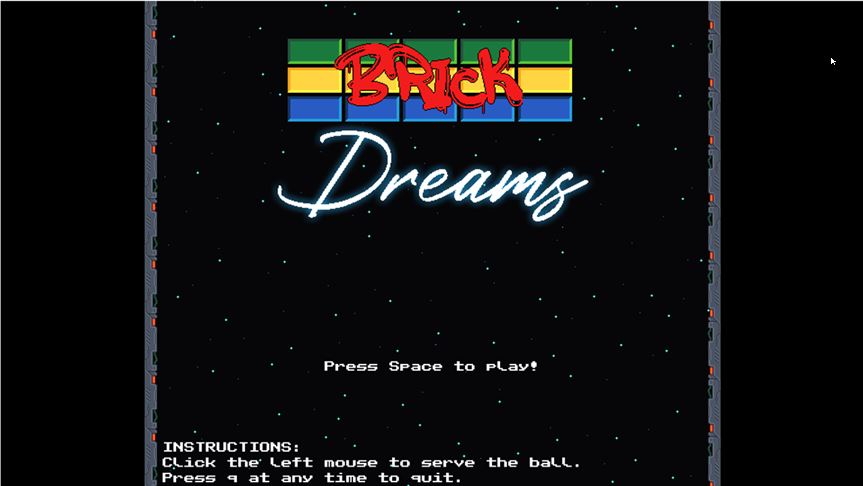 BRICK
Dreams
Press Space to play!
INSTRUCTIONS:
Click the left mouse to serve the ball.
Press q at any time to quit.